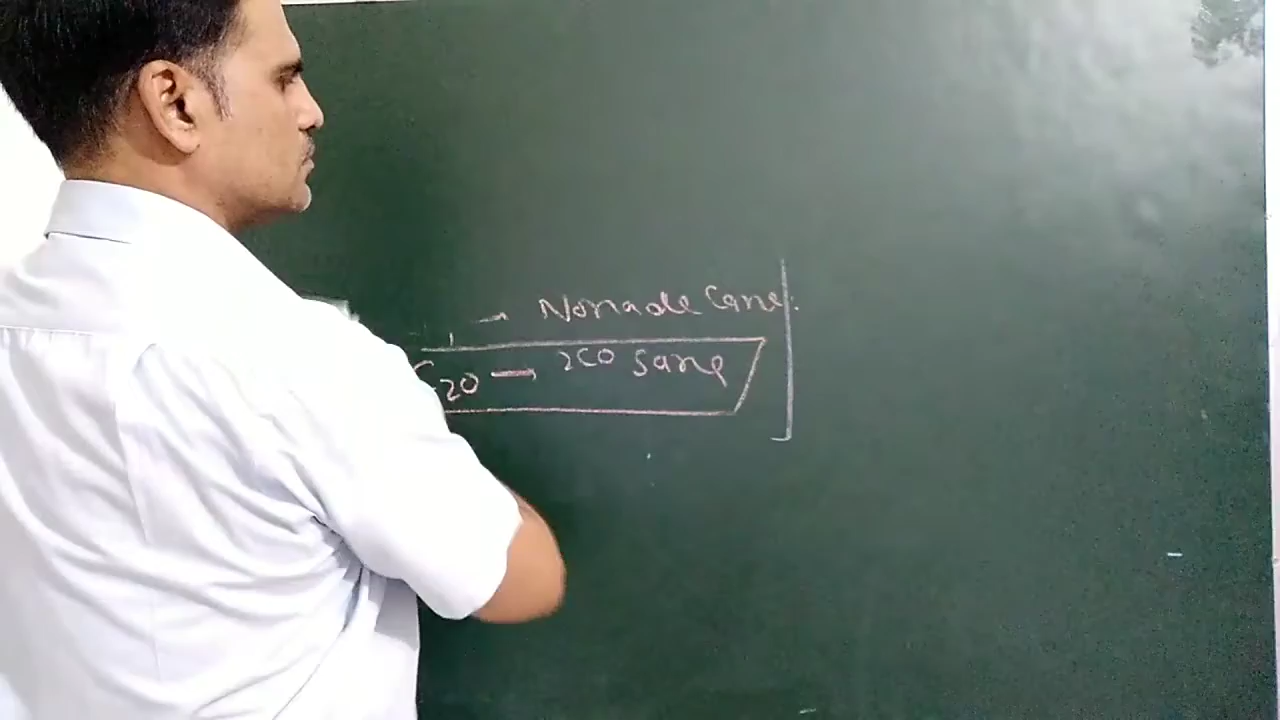 → Nonadecane.
C20 → Icosane